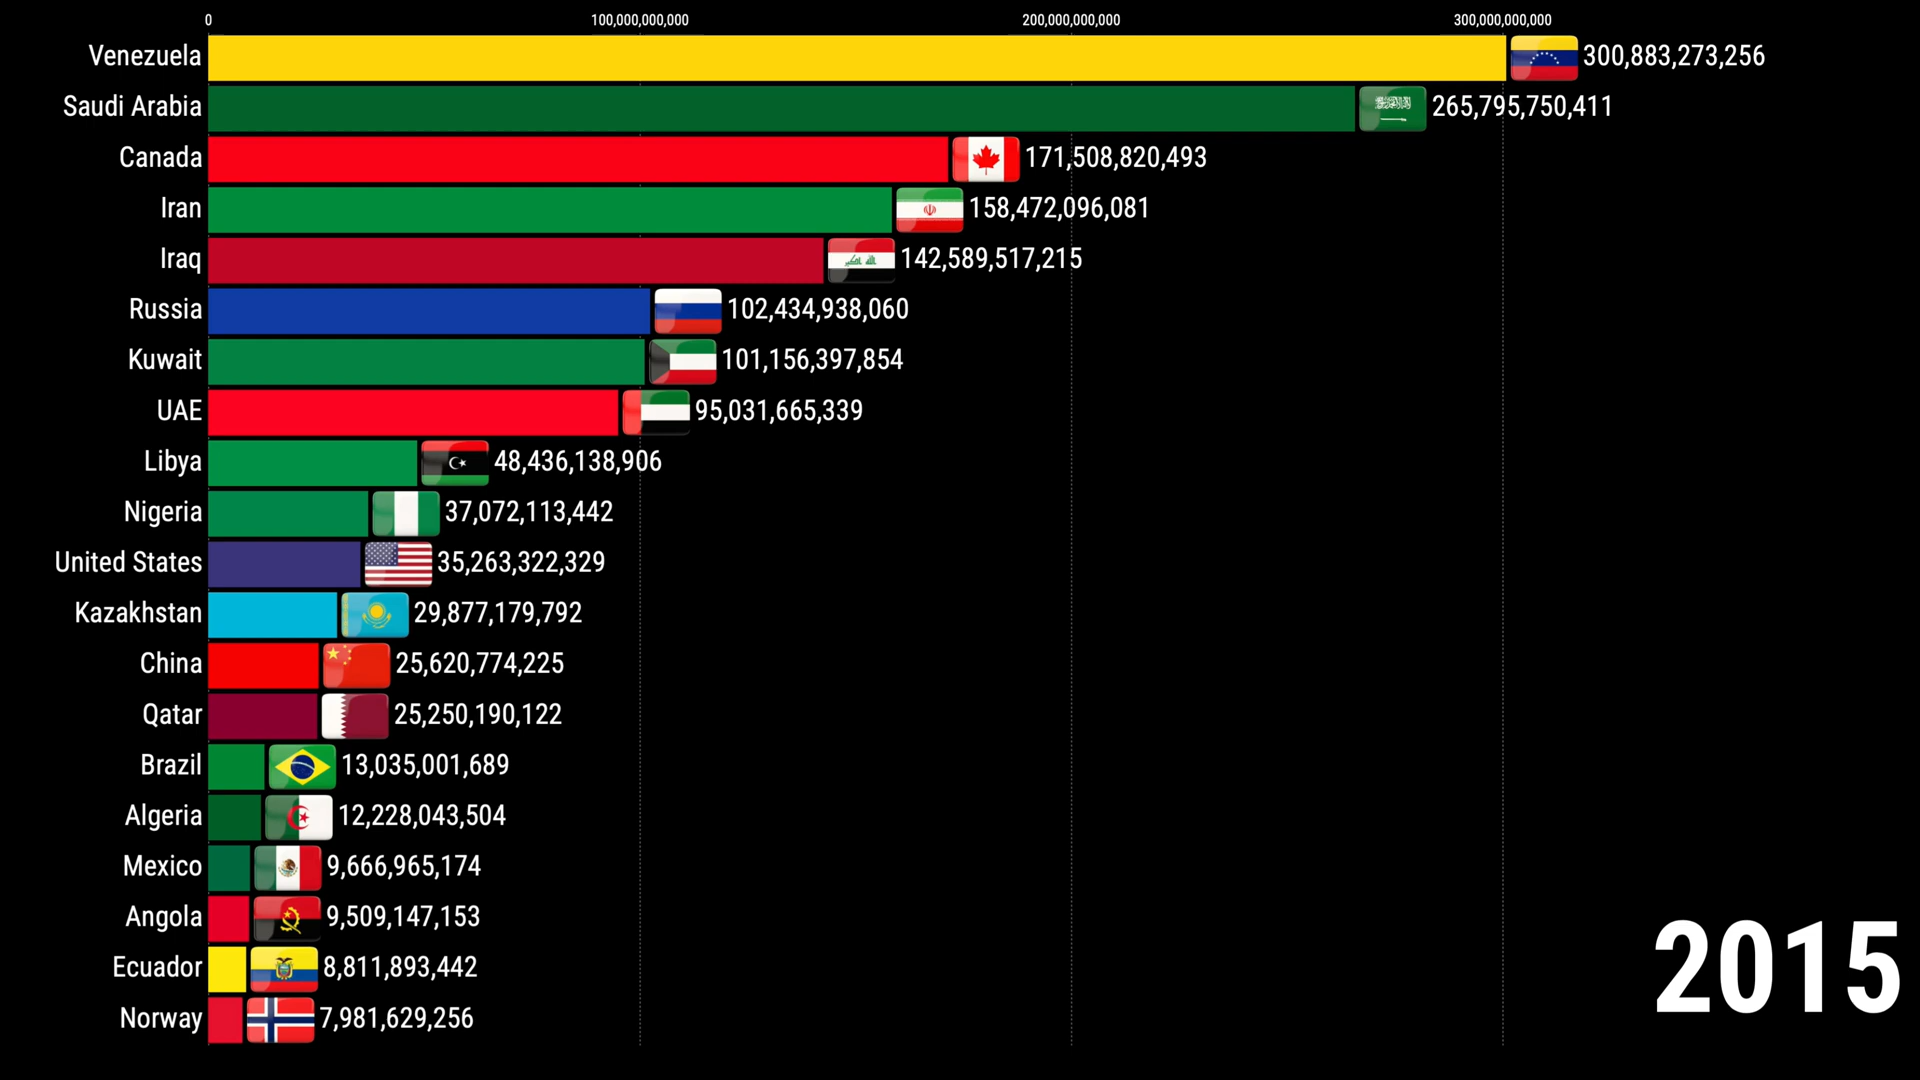 0 100,000,000,000 200,000,000,000 300,000,000,000
Venezuela 300,883,273,256
Saudi Arabia 265,795,750,411
Canada 171,508,820,493
Iran 158,472,096,081
Iraq 142,589,517,215
Russia 102,434,938,060
Kuwait 101,156,397,854
UAE 95,031,665,339
Libya 48,436,138,906
Nigeria 37,072,113,442
United States 35,263,322,329
Kazakhstan 29,877,179,792
China 25,620,774,225
Qatar 25,250,190,122
Brazil 13,035,001,689
Algeria 12,228,043,504
Mexico 9,666,965,174
Angola 9,509,147,153
Ecuador 8,811,893,442
Norway 7,981,629,256
2015